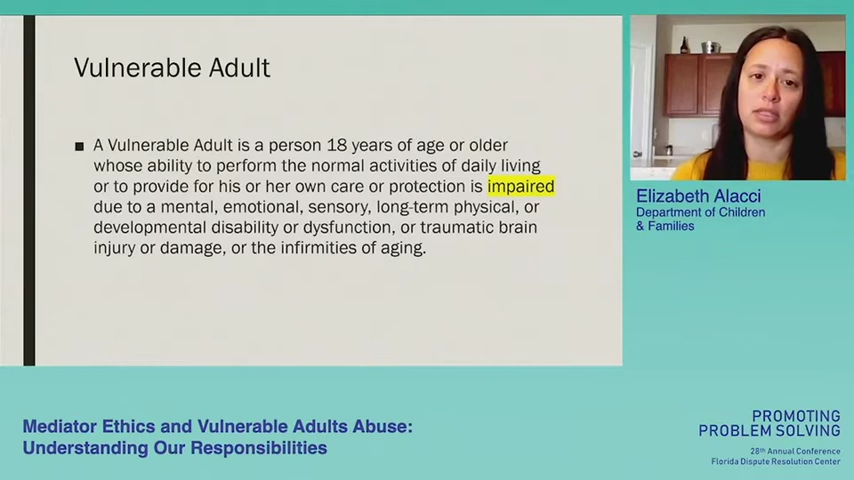 Vulnerable Adult
■ A Vulnerable Adult is a person 18 years of age or older
whose ability to perform the normal activities of daily living
or to provide for his or her own care or protection is impaired
due to a mental, emotional, sensory, long-term physical, or
developmental disability or dysfunction, or traumatic brain
injury or damage, or the infirmities of aging.
Elizabeth Alacci
Department of Children
& Families
Mediator Ethics and Vulnerable Adults Abuse:
Understanding Our Responsibilities
PROMOTING
PROBLEM SOLVING
28th Annual Conference
Florida Dispute Resolution Center